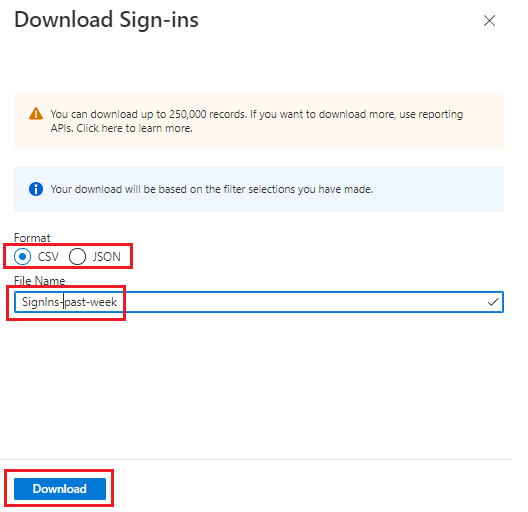 Download Sign-ins
You can download up to 250,000 records. If you want to download more, use reporting
APIs. Click here to learn more.
Your download will be based on the filter selections you have made.
Format
CSV JSON
File Name
SignIns-past-week
Download